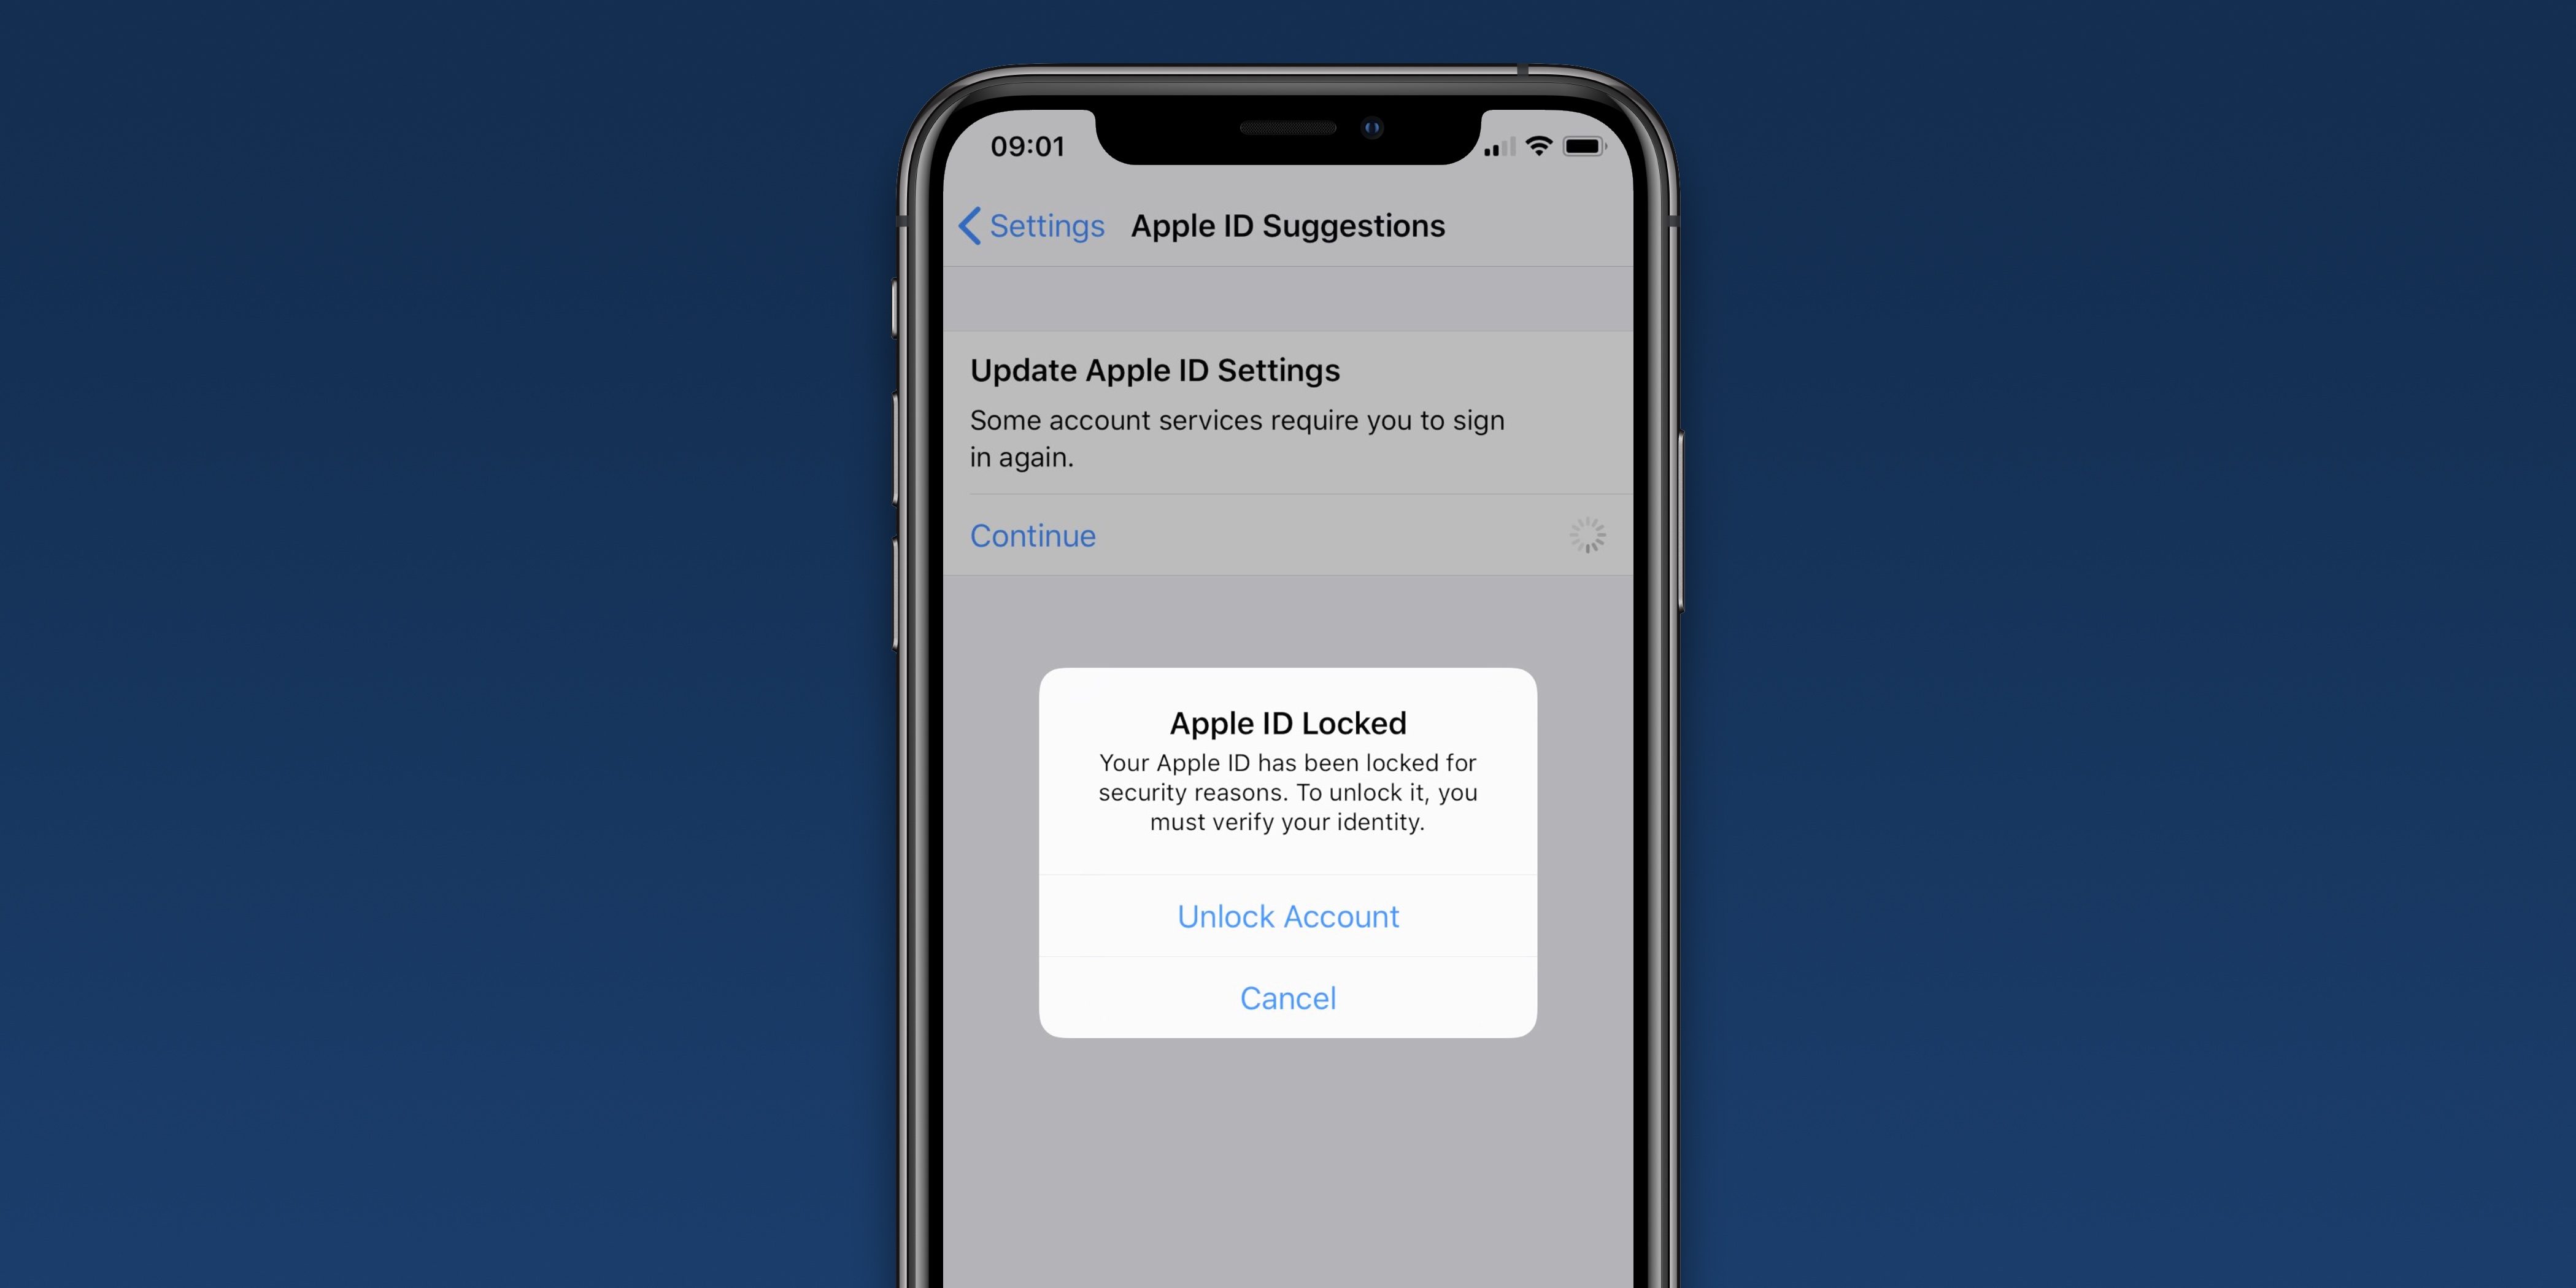 09:01
Settings Apple ID Suggestions
Update Apple ID Settings
Some account services require you to sign
in again.
Continue
Apple ID Locked
Your Apple ID has been locked for
security reasons. To unlock it, you
must verify your identity.
Unlock Account
Cancel